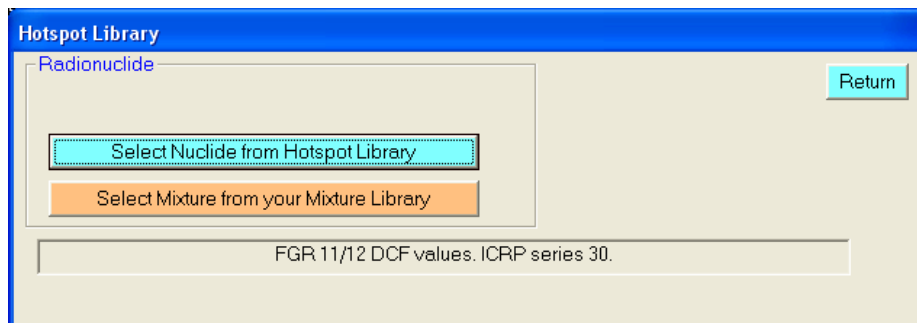 Hotspot Library
Radionuclide
Return
Select Nuclide from Hotspot Library
Select Mixture from your Mixture Library
FGR 11/12 DCF values. ICRP series 30.